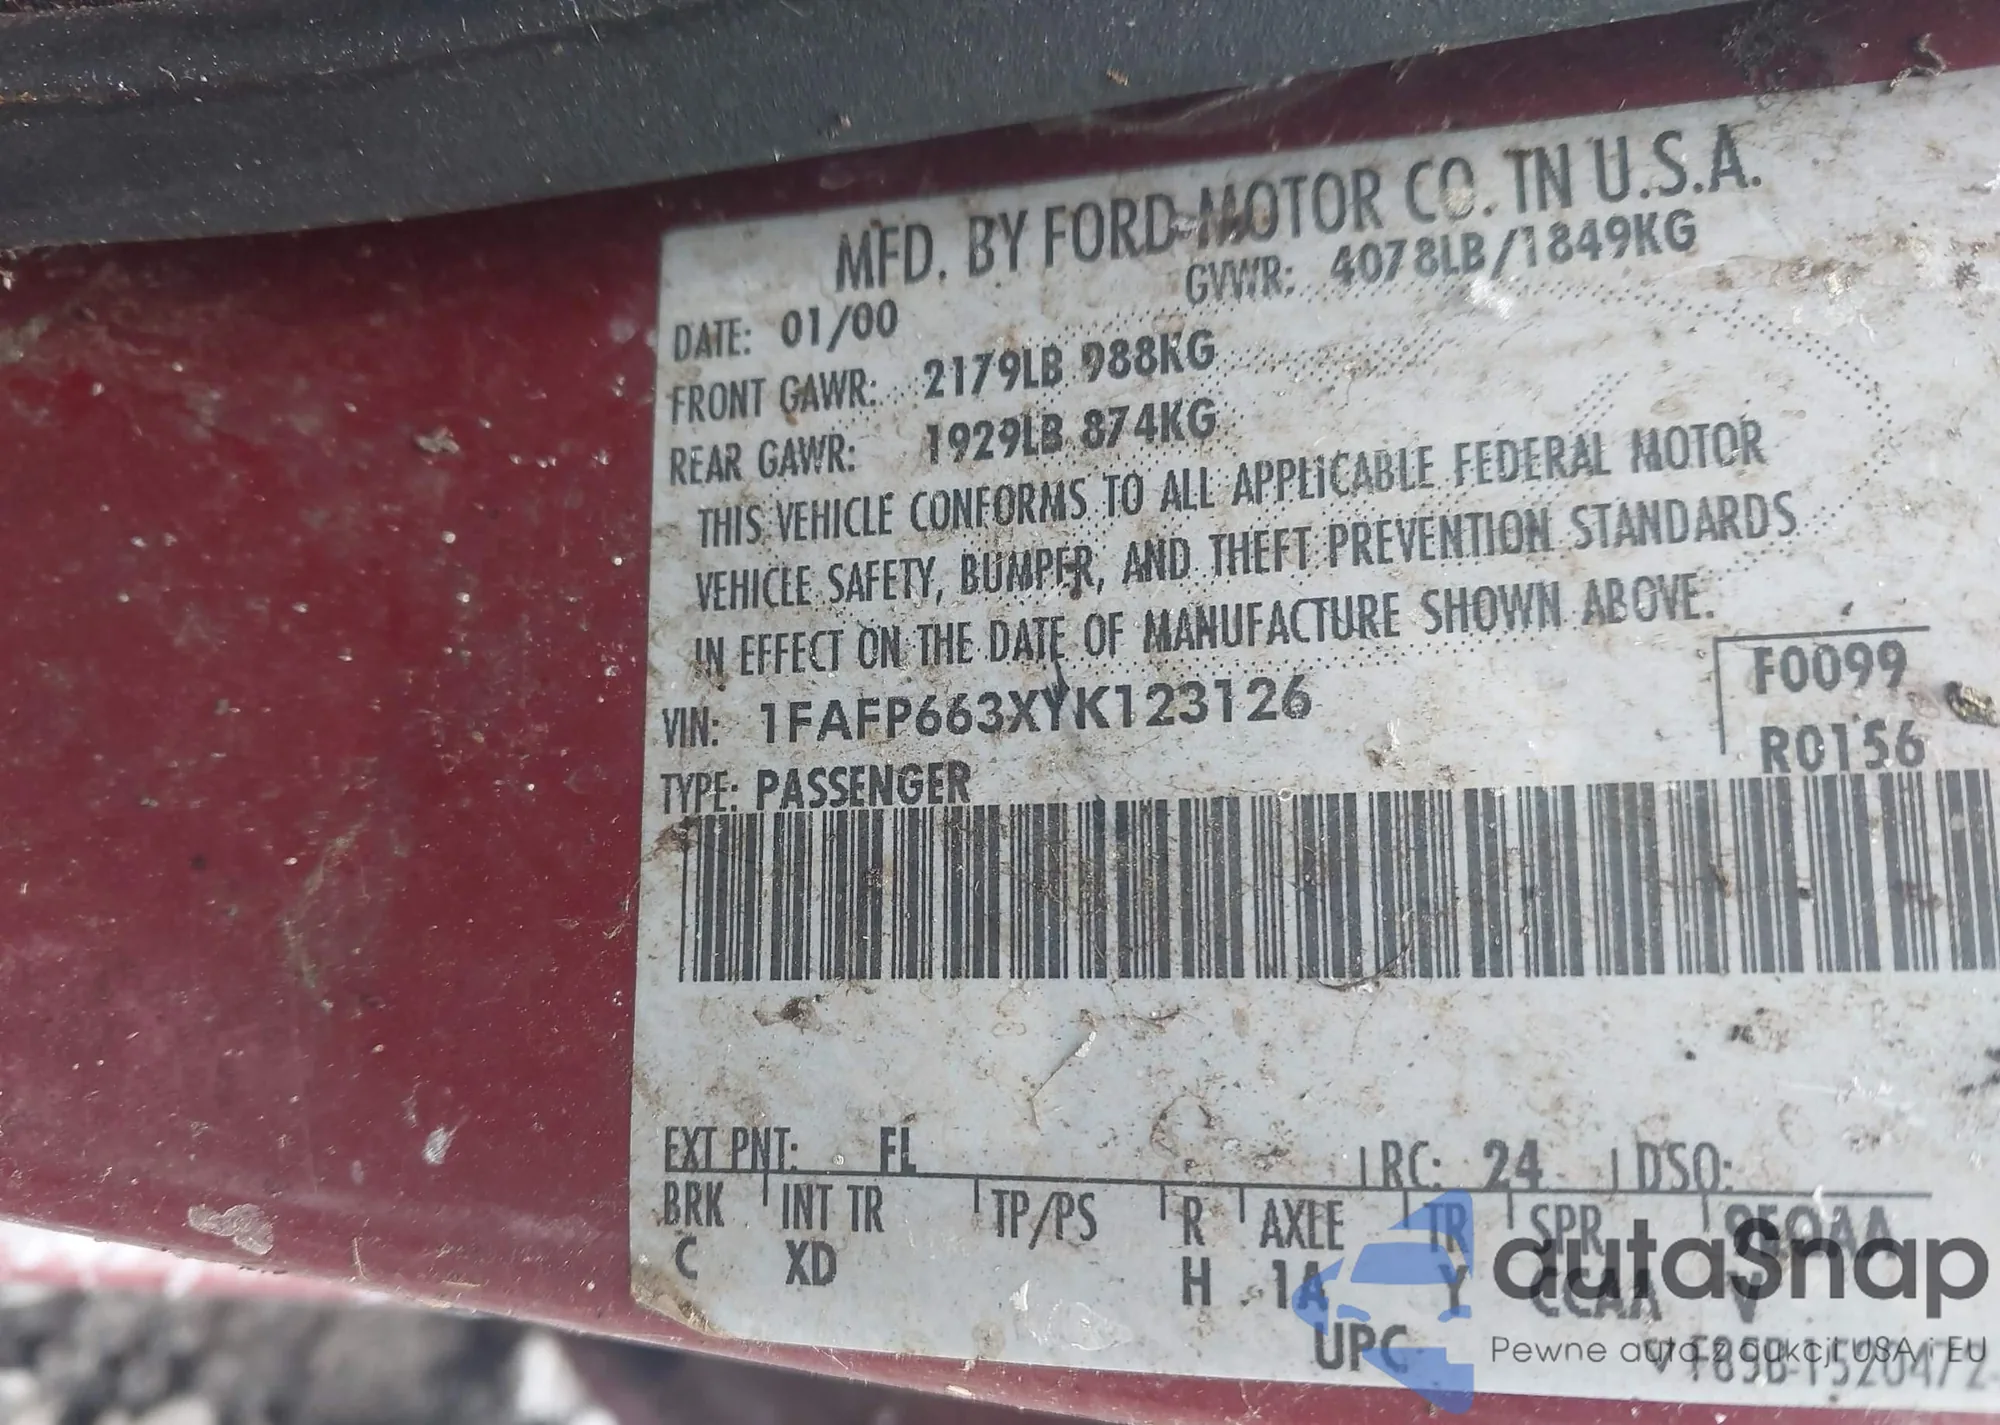 MFD. BY FORD MOTOR CO. IN U.S.A.
DATE: 01/00 GVWR: 4078LB/1849KG
FRONT GAWR: 2179LB 988KG
REAR GAWR: 1929LB 874KG
THIS VEHICLE CONFORMS TO ALL APPLICABLE FEDERAL MOTOR
VEHICLE SAFETY, BUMPER, AND THEFT PREVENTION STANDARDS
IN EFFECT ON THE DATE OF MANUFACTURE SHOWN ABOVE.
VIN: 1FAFP663XYK123126 F0099
TYPE: PASSENGER R0156
EXT PNT: FL RC: 24 DSO:
BRK INT TR TP/PS R AXLE TR SPR
C XD H 1A Y CCAA V
UPC
autaSnap
Pewne auta z aukcji USA i EU